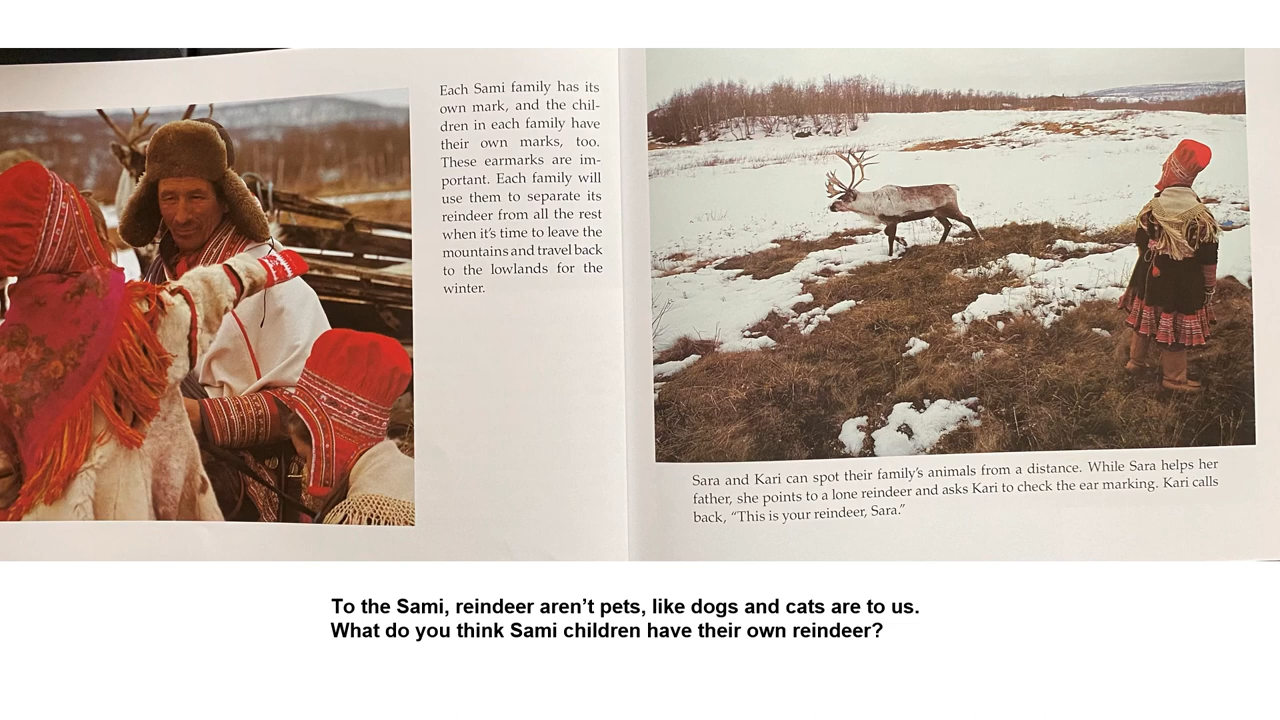 Each Sami family has its
own mark, and the chil-
dren in each family have
their own marks, too.
These earmarks are im-
portant. Each family will
use them to separate its
reindeer from all the rest
when it’s time to leave the
mountains and travel back
to the lowlands for the
winter.
Sara and Kari can spot their family’s animals from a distance. While Sara helps her
father, she points to a lone reindeer and asks Kari to check the ear marking. Kari calls
back, “This is your reindeer, Sara.”
To the Sami, reindeer aren’t pets, like dogs and cats are to us.
What do you think Sami children have their own reindeer?